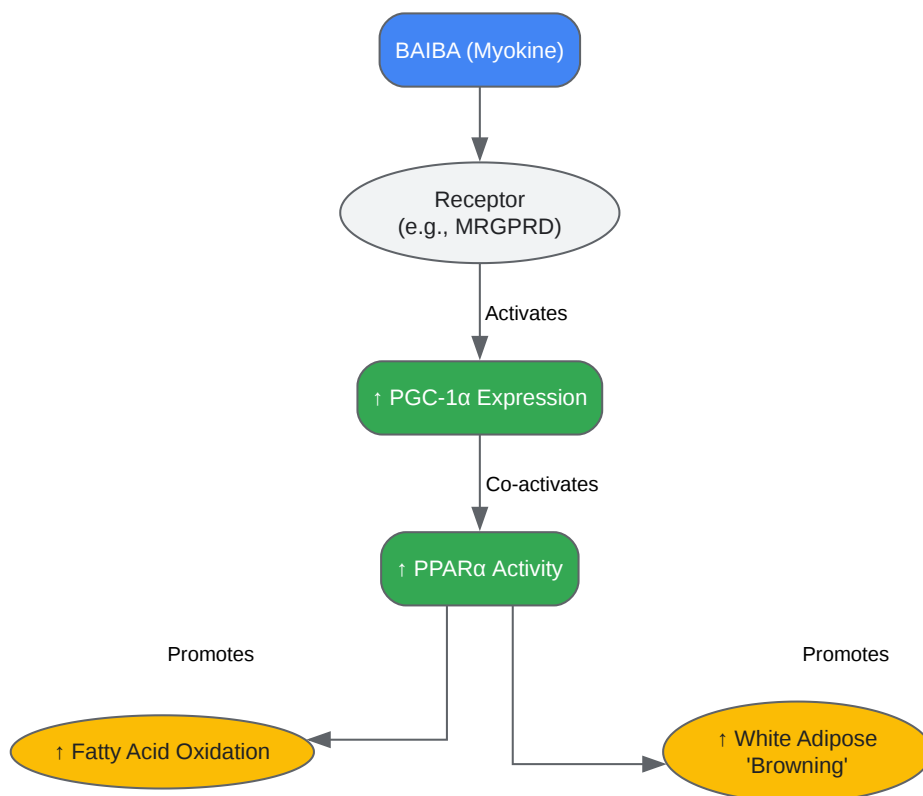 BAIBA (Myokine)
Receptor
(e.g., MRGPRD)
Activates
↑ PGC-1α Expression
Co-activates
↑ PPARα Activity
Promotes
Promotes
↑ Fatty Acid Oxidation
↑ White Adipose
'Browning'